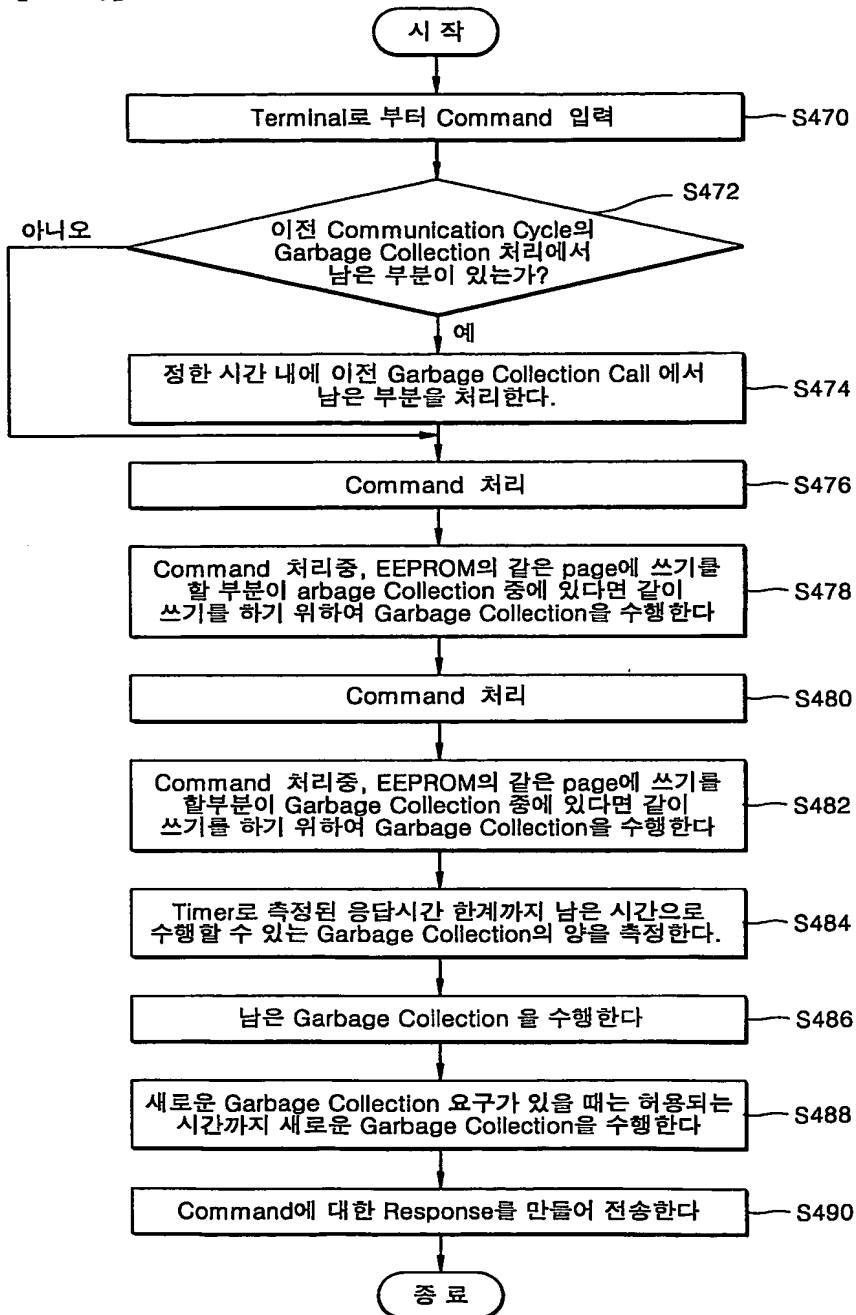 시 작
Terminal로 부터 Command 입력
S470
S472
아니오
이전 Communication Cycle의
Garbage Collection 처리에서
남은 부분이 있는가?
예
정한 시간 내에 이전 Garbage Collection Call 에서
남은 부분을 처리한다.
S474
Command 처리
S476
Command 처리중, EEPROM의 같은 page에 쓰기를
할 부분이 arbage Collection 중에 있다면 같이
쓰기를 하기 위하여 Garbage Collection을 수행한다
S478
Command 처리
S480
Command 처리중, EEPROM의 같은 page에 쓰기를
할부분이 Garbage Collection 중에 있다면 같이
쓰기를 하기 위하여 Garbage Collection을 수행한다
S482
Timer로 측정된 응답시간 한계까지 남은 시간으로
수행할 수 있는 Garbage Collection의 양을 측정한다.
S484
남은 Garbage Collection 을 수행한다
S486
새로운 Garbage Collection 요구가 있을 때는 허용되는
시간까지 새로운 Garbage Collection을 수행한다
S488
Command에 대한 Response를 만들어 전송한다
S490
종 료